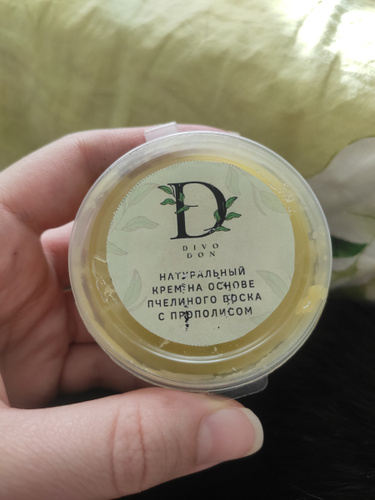 D
DIVO
DON
НАТУРАЛЬНЫЙ
КРЕМ НА ОСНОВЕ
ПЧЕЛИНОГО ВОСКА
С ПРОПОЛИСОМ